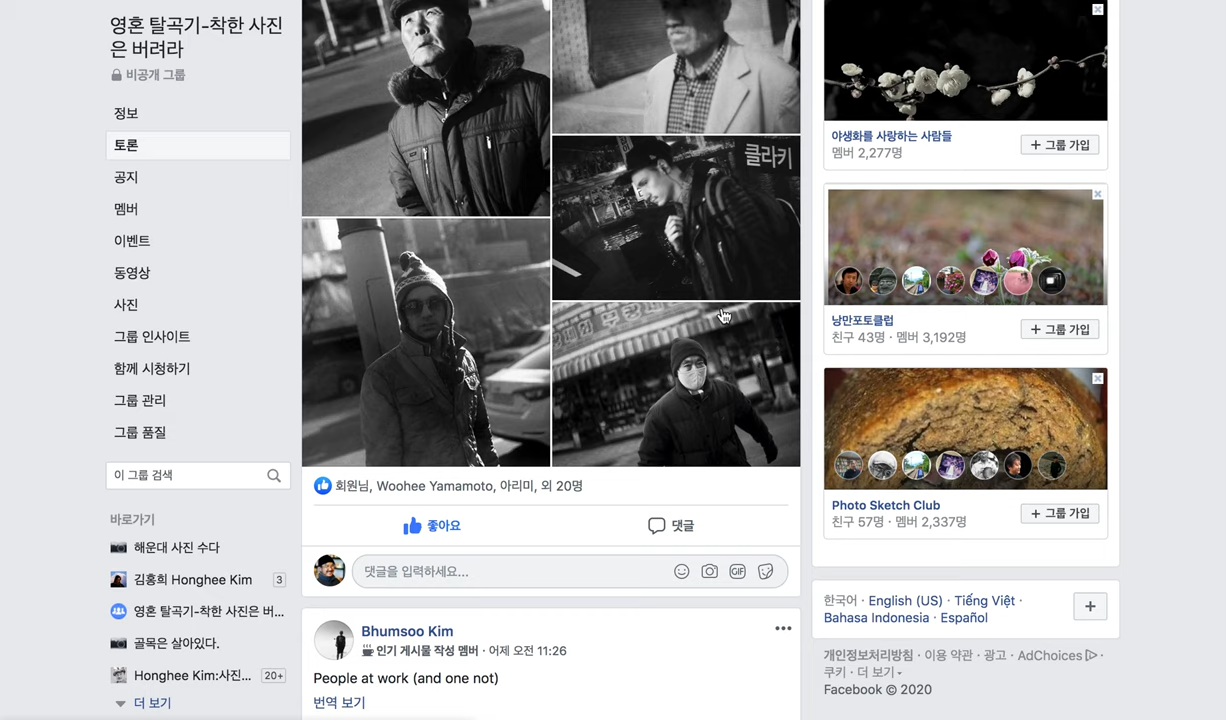 영혼 탈곡기-착한 사진
은 버려라
비공개 그룹
정보
토론
공지
멤버
이벤트
동영상
사진
그룹 인사이트
함께 시청하기
그룹 관리
그룹 품질
이 그룹 검색
바로가기
해운대 사진 수다
김홍희 Honghee Kim 3
영혼 탈곡기-착한 사진은 버...
골목은 살아있다.
Honghee Kim:사진... 20+
더 보기
클라키
회원님, Woohee Yamamoto, 아리미, 외 20명
좋아요 댓글
댓글을 입력하세요...
GIF
Bhumsoo Kim
인기 게시물 작성 멤버 · 어제 오전 11:26
People at work (and one not)
번역 보기
야생화를 사랑하는 사람들
멤버 2,277명
+ 그룹 가입
낭만포토클럽
친구 43명 · 멤버 3,192명
+ 그룹 가입
Photo Sketch Club
친구 57명 · 멤버 2,337명
+ 그룹 가입
한국어 · English (US) · Tiếng Việt ·
Bahasa Indonesia · Español
개인정보처리방침 · 이용 약관 · 광고 · AdChoices ·
쿠키 · 더 보기
Facebook © 2020